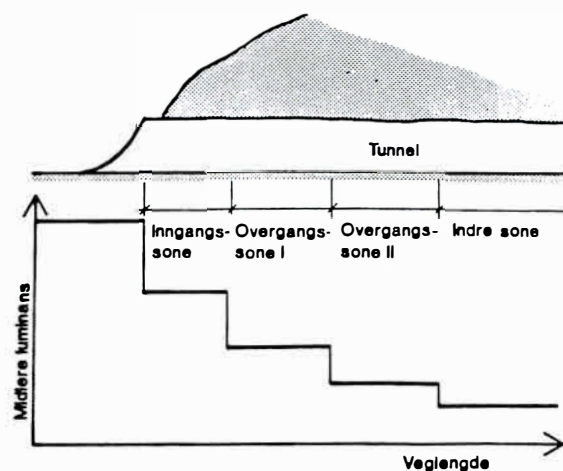 Tunnel
Inngangs-
sone
Overgangs-
sone I
Overgangs-
sone II
Indre sone
Midlere luminans
Veglengde